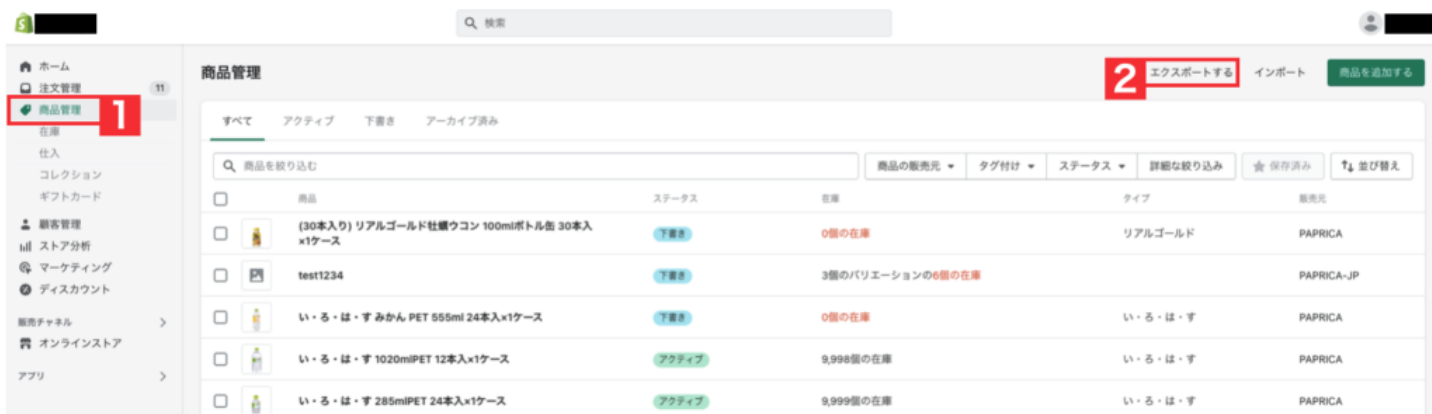 検索
ホーム
注文管理 11
商品管理 1
在庫
仕入
コレクション
ギフトカード
顧客管理
ストア分析
マーケティング
ディスカウント
販売チャネル
オンラインストア
アプリ
商品管理
2 エクスポートする インポート 商品を追加する
すべて アクティブ 下書き アーカイブ済み
商品を絞り込む 商品の販売元 タグ付け ステータス 詳細な絞り込み 保存済み 並び替え
商品 ステータス 在庫 タイプ 販売元
(30本入り) リアルゴールド牡蠣ウコン 100mlボトル缶 30本入
×1ケース 下書き 0個の在庫 リアルゴールド PAPRICA
test1234 下書き 3個のバリエーションの6個の在庫 PAPRICA-JP
い・ろ・は・す みかん PET 555ml 24本入×1ケース 下書き 0個の在庫 い・ろ・は・す PAPRICA
い・ろ・は・す 1020mlPET 12本入×1ケース アクティブ 9,998個の在庫 い・ろ・は・す PAPRICA
い・ろ・は・す 285mlPET 24本入×1ケース アクティブ 9,999個の在庫 い・ろ・は・す PAPRICA